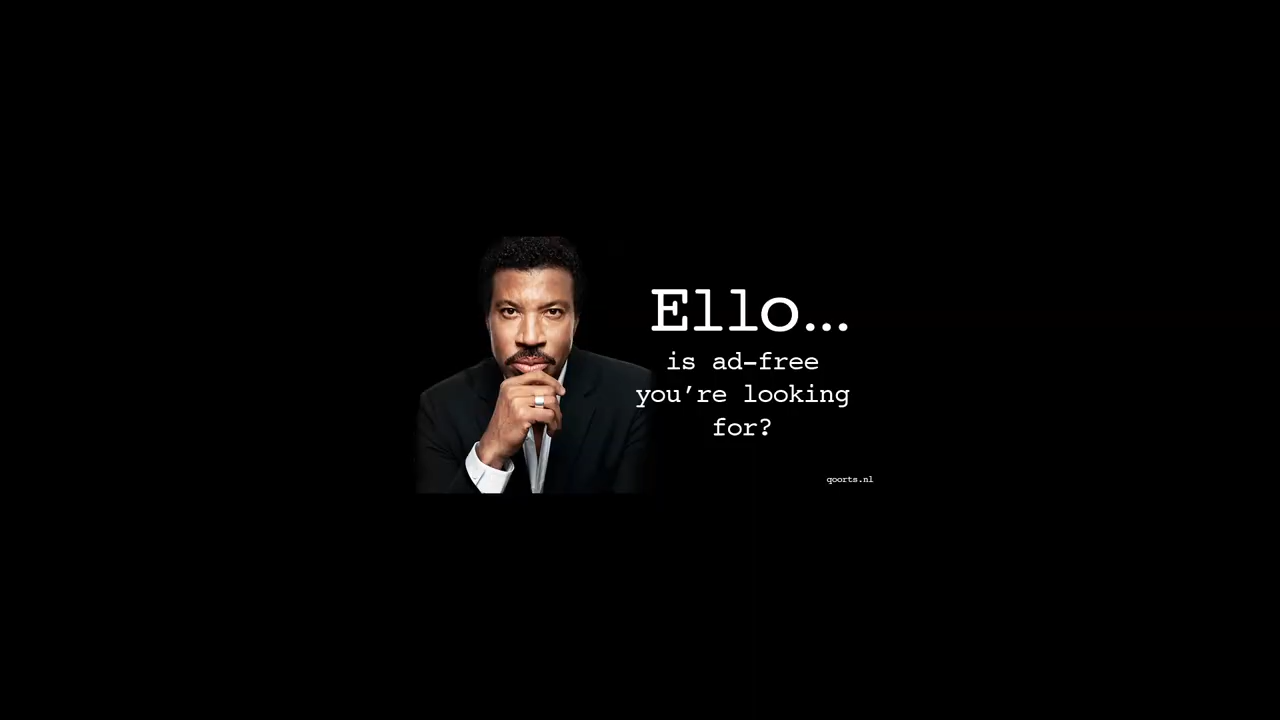 Ello...
is ad-free
you’re looking
for?
qoorts.nl